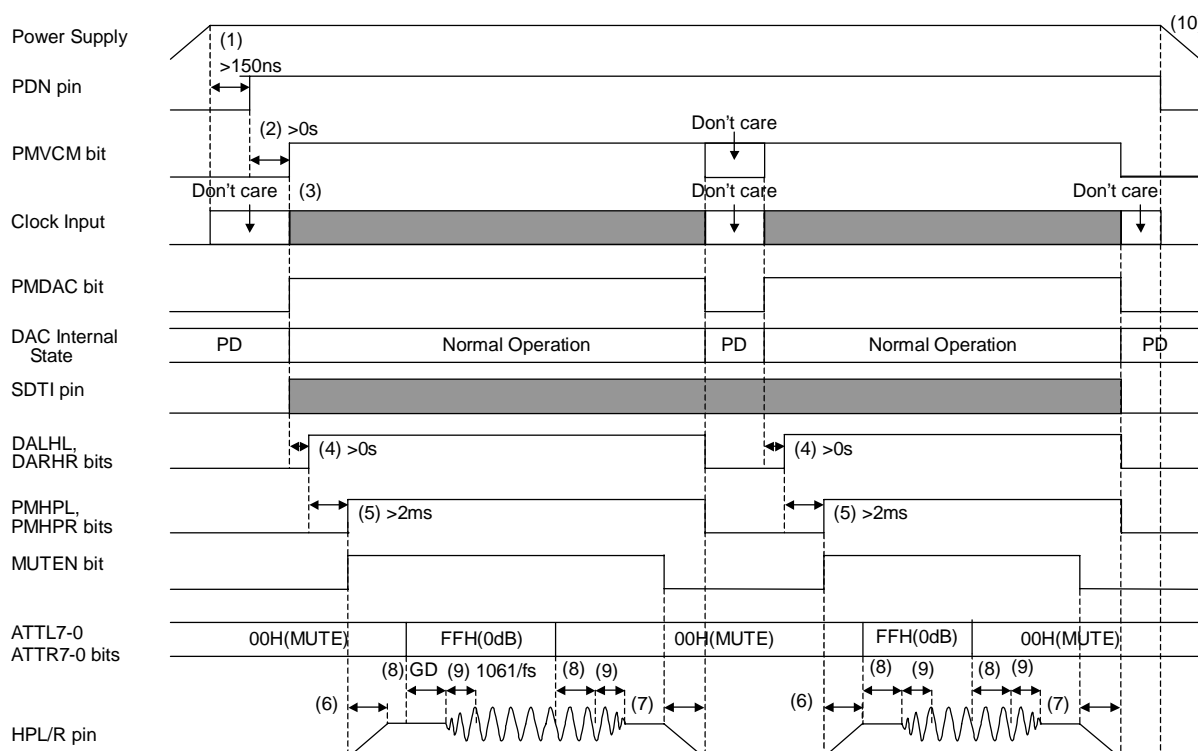 Power Supply
(1)
(10
>150ns
PDN pin
(2) >0s
Don't care
PMVCM bit
Don't care
(3)
Don't care
Don't care
Clock Input
PMDAC bit
DAC Internal
State
PD
Normal Operation
PD
Normal Operation
PD
SDTI pin
DALHL,
DARHR bits
(4) >0s
(4) >0s
PMHPL,
PMHPR bits
(5) >2ms
(5) >2ms
MUTEN bit
ATTL7-0
ATTR7-0 bits
00H(MUTE)
FFH(0dB)
00H(MUTE)
FFH(0dB)
00H(MUTE)
(8) GD
(9) 1061/fs
(8)
(9)
(8)
(9)
(8)
(9)
(6)
(7)
(6)
(7)
HPL/R pin